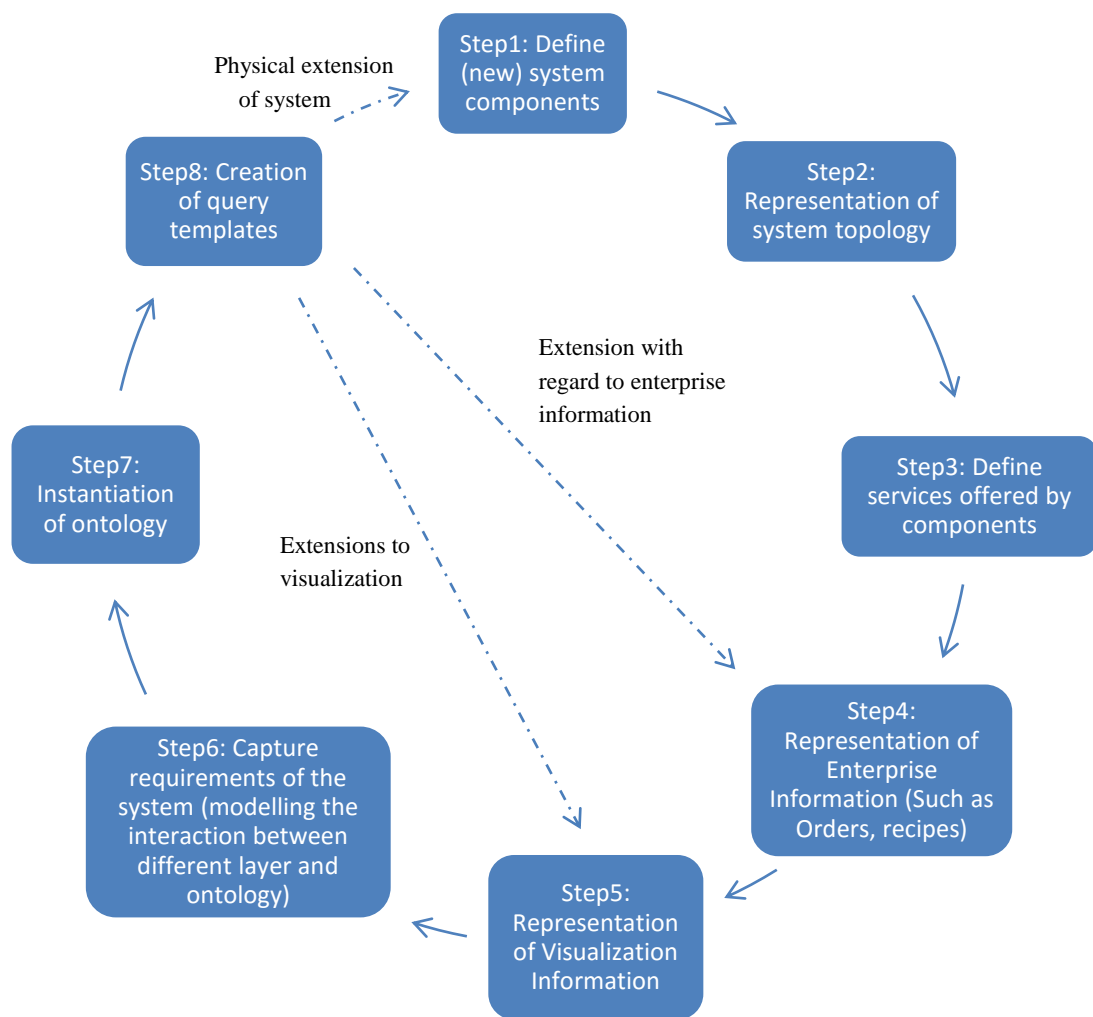 Step1: Define
(new) system
components
Physical extension
of system
Step8: Creation
of query
templates
Step2:
Representation of
system topology
Extension with
regard to enterprise
information
Step7:
Instantiation
of ontology
Step3: Define
services offered by
components
Extensions to
visualization
Step4:
Representation of
Enterprise
Information (Such as
Orders, recipes)
Step6: Capture
requirements of the
system (modelling the
interaction between
different layer and
ontology)
Step5:
Representation
of Visualization
Information